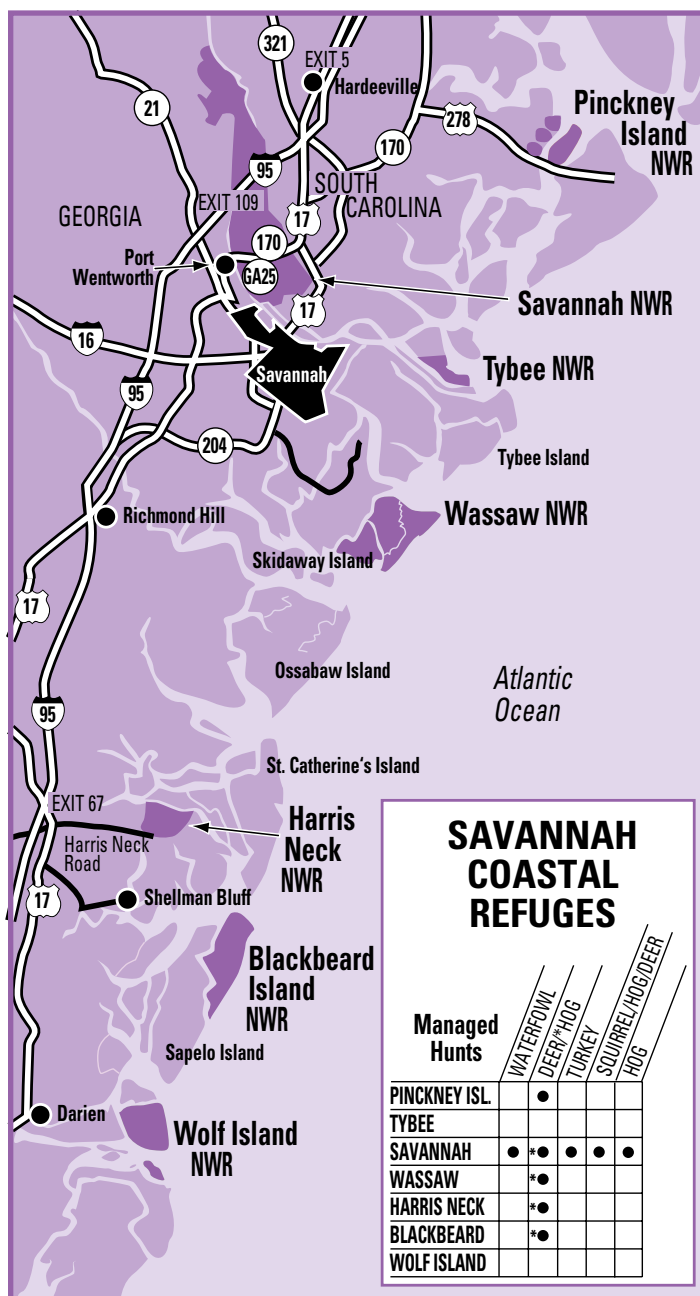 321
EXIT 5
Hardeeville
21
Pinckney
Island
NWR
278
170
95
SOUTH
CAROLINA
EXIT 109
GEORGIA
17
170
Port
Wentworth
GA25
Savannah NWR
17
16
Savannah
Tybee NWR
95
204
Tybee Island
Richmond Hill
Wassaw NWR
Skidaway Island
17
Ossabaw Island
Atlantic
Ocean
95
St. Catherine's Island
EXIT 67
Harris
Neck
NWR
Harris Neck
Road
17
Shellman Bluff
Blackbeard
Island
NWR
Sapelo Island
Darien
Wolf Island
NWR
SAVANNAH
COASTAL
REFUGES
Managed
Hunts
WATERFOWL
DEER/*HOG
TURKEY
SQUIRREL/HOG/DEER
HOG
PINCKNEY ISL. ●
TYBEE
SAVANNAH ● *● ● ● ●
WASSAW *●
HARRIS NECK *●
BLACKBEARD *●
WOLF ISLAND